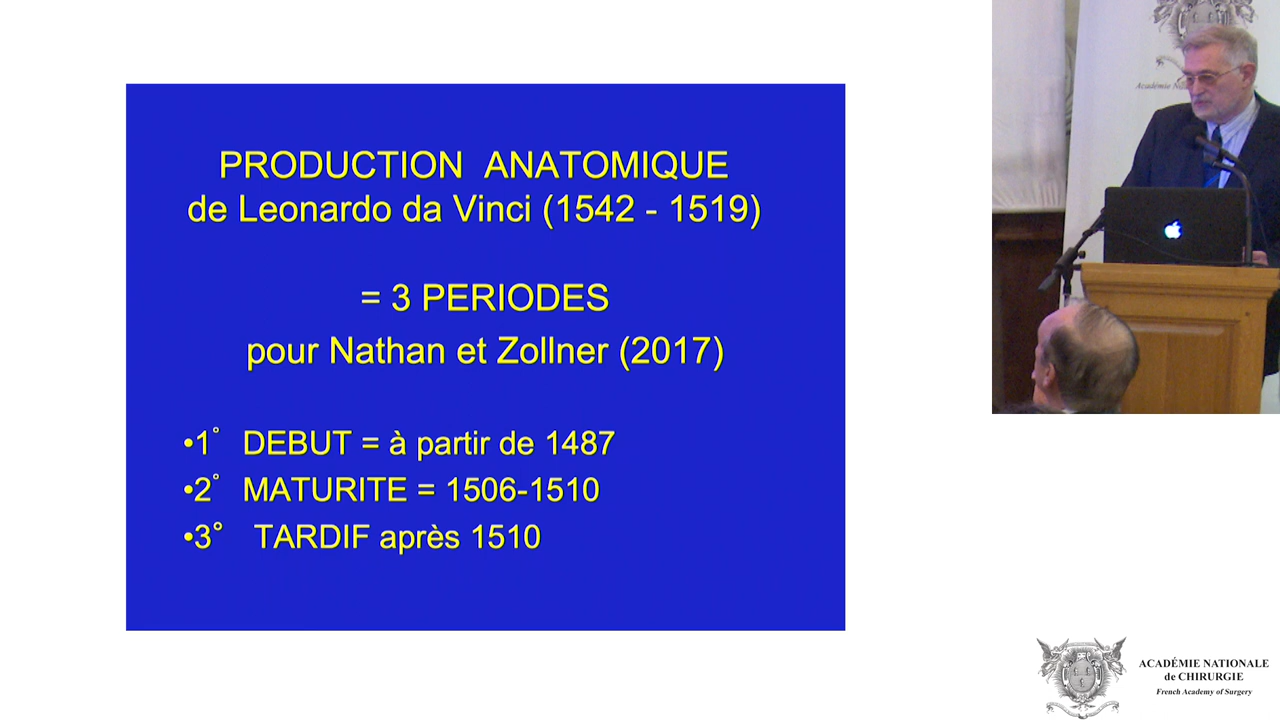 PRODUCTION ANATOMIQUE
de Leonardo da Vinci (1542 - 1519)
= 3 PERIODES
pour Nathan et Zollner (2017)
•1° DEBUT = à partir de 1487
•2° MATURITE = 1506-1510
•3° TARDIF après 1510
Académie
ACADÉMIE NATIONALE
de CHIRURGIE
French Academy of Surgery